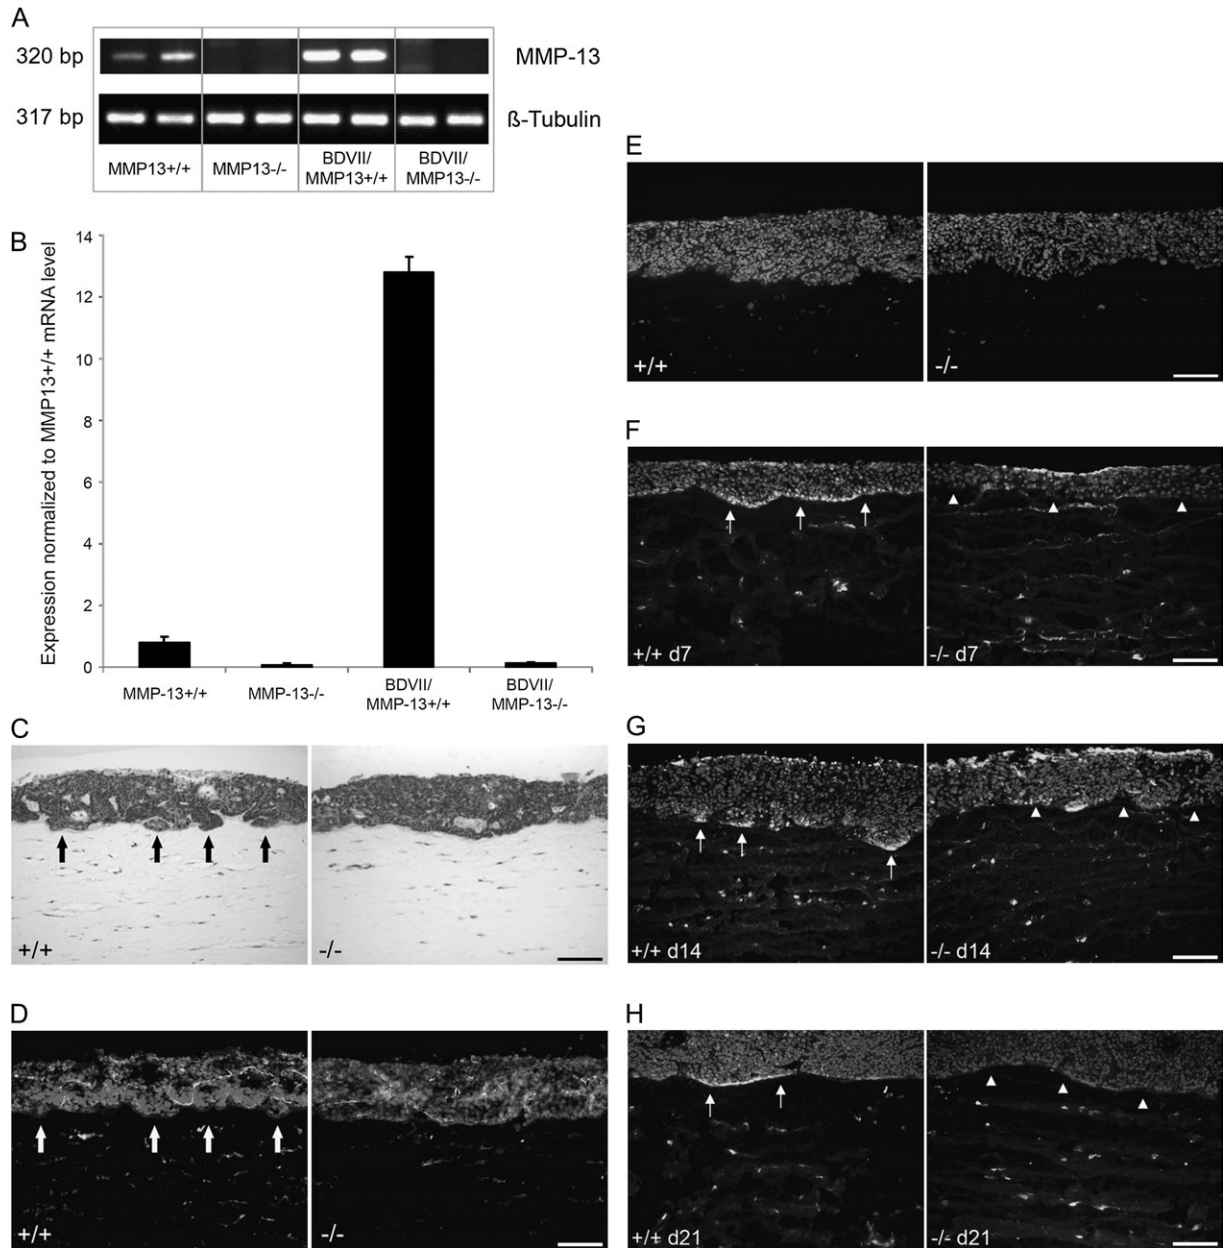 A
320 bp
MMP-13
317 bp
ß-Tubulin
MMP13+/+
MMP13-/-
BDVII/
MMP13+/+
BDVII/
MMP13-/-
B
Expression normalized to MMP13+/+ mRNA level
14
12
10
8
6
4
2
0
MMP-13+/+
MMP-13-/-
BDVII/
MMP-13+/+
BDVII/
MMP-13-/-
C
+/+
-/-
D
+/+
-/-
E
+/+
-/-
F
+/+ d7
-/- d7
G
+/+ d14
-/- d14
H
+/+ d21
-/- d21